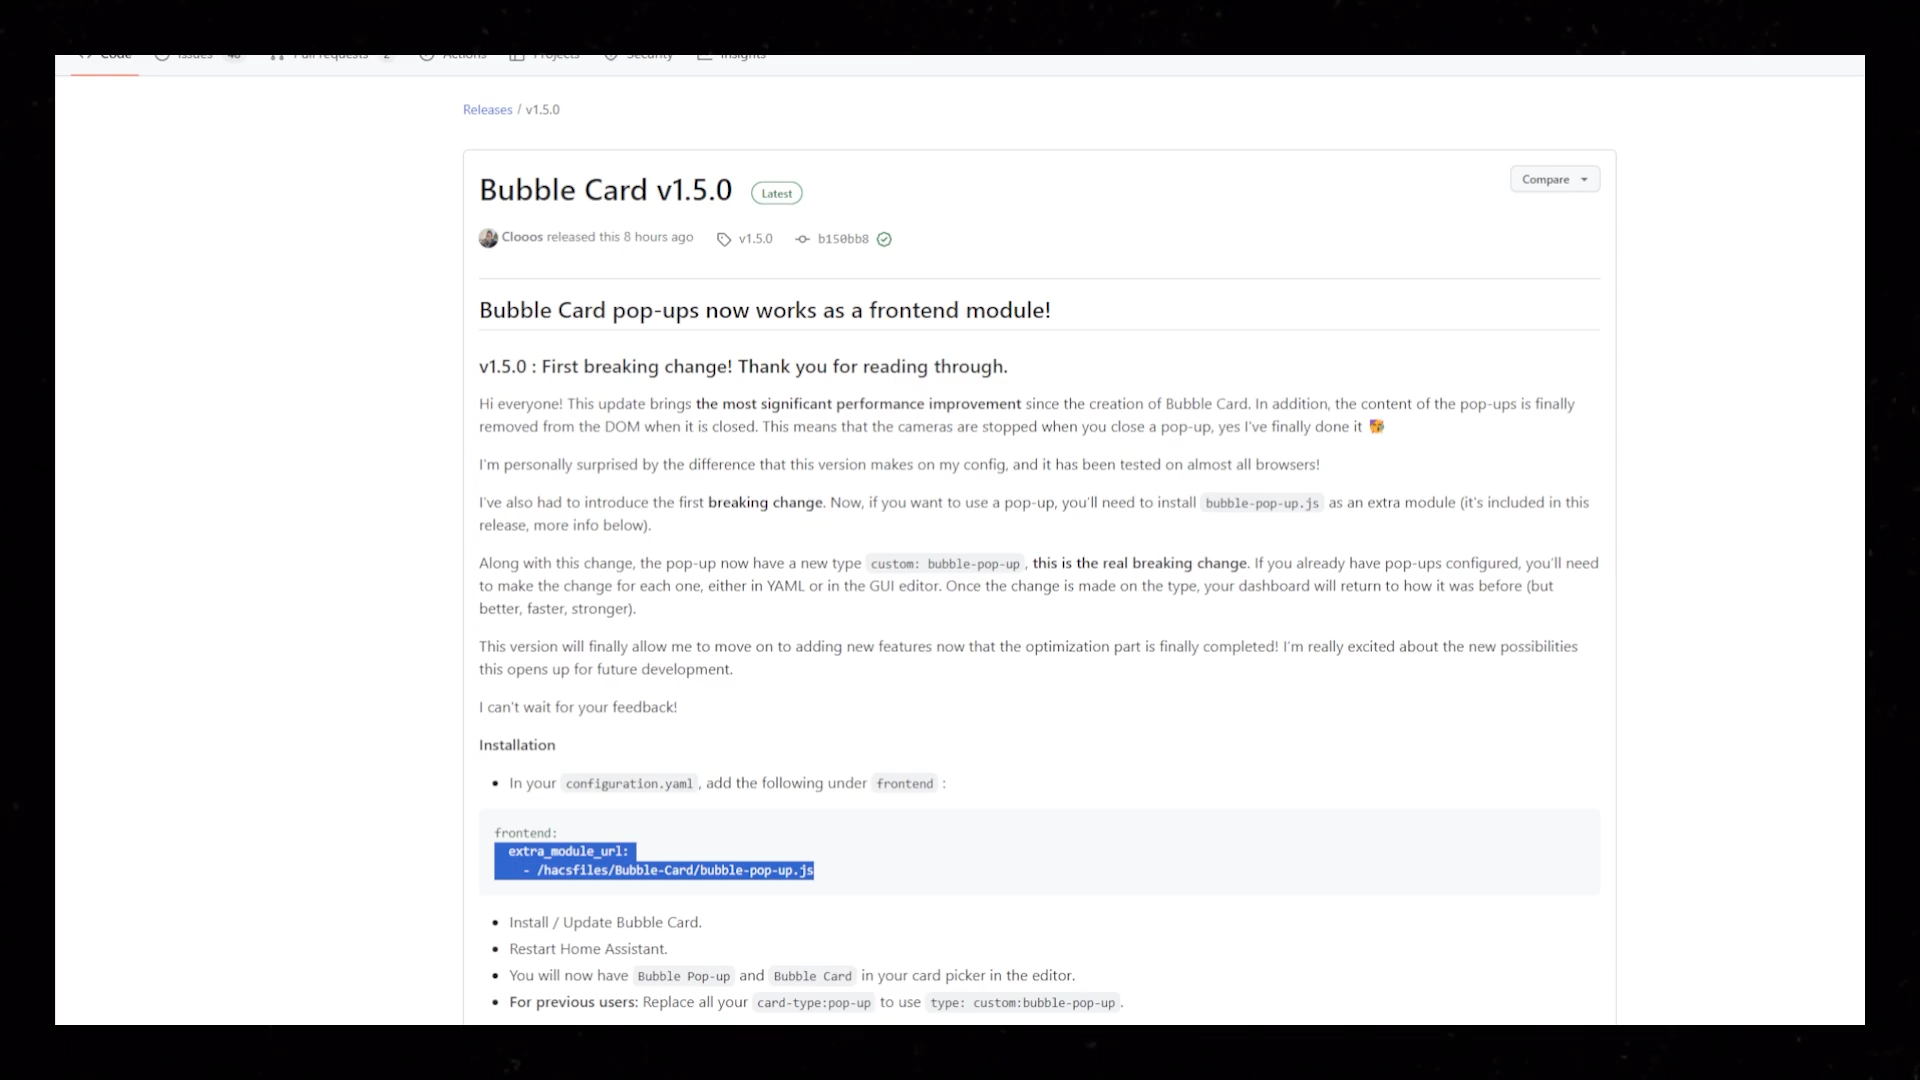 Code Issues 40 Pull requests 2 Actions Projects Security Insights
Releases / v1.5.0
Bubble Card v1.5.0 Latest
Compare
Clooos released this 8 hours ago v1.5.0 b150bb8
Bubble Card pop-ups now works as a frontend module!
v1.5.0 : First breaking change! Thank you for reading through.
Hi everyone! This update brings the most significant performance improvement since the creation of Bubble Card. In addition, the content of the pop-ups is finally
removed from the DOM when it is closed. This means that the cameras are stopped when you close a pop-up, yes I've finally done it 🥳
I'm personally surprised by the difference that this version makes on my config, and it has been tested on almost all browsers!
I've also had to introduce the first breaking change. Now, if you want to use a pop-up, you'll need to install bubble-pop-up.js as an extra module (it's included in this
release, more info below).
Along with this change, the pop-up now have a new type custom: bubble-pop-up, this is the real breaking change. If you already have pop-ups configured, you'll need
to make the change for each one, either in YAML or in the GUI editor. Once the change is made on the type, your dashboard will return to how it was before (but
better, faster, stronger).
This version will finally allow me to move on to adding new features now that the optimization part is finally completed! I'm really excited about the new possibilities
this opens up for future development.
I can't wait for your feedback!
Installation
• In your configuration.yaml, add the following under frontend :
frontend:
extra_module_url:
- /hacsfiles/Bubble-Card/bubble-pop-up.js
• Install / Update Bubble Card.
• Restart Home Assistant.
• You will now have Bubble Pop-up and Bubble Card in your card picker in the editor.
• For previous users: Replace all your card-type:pop-up to use type: custom:bubble-pop-up.